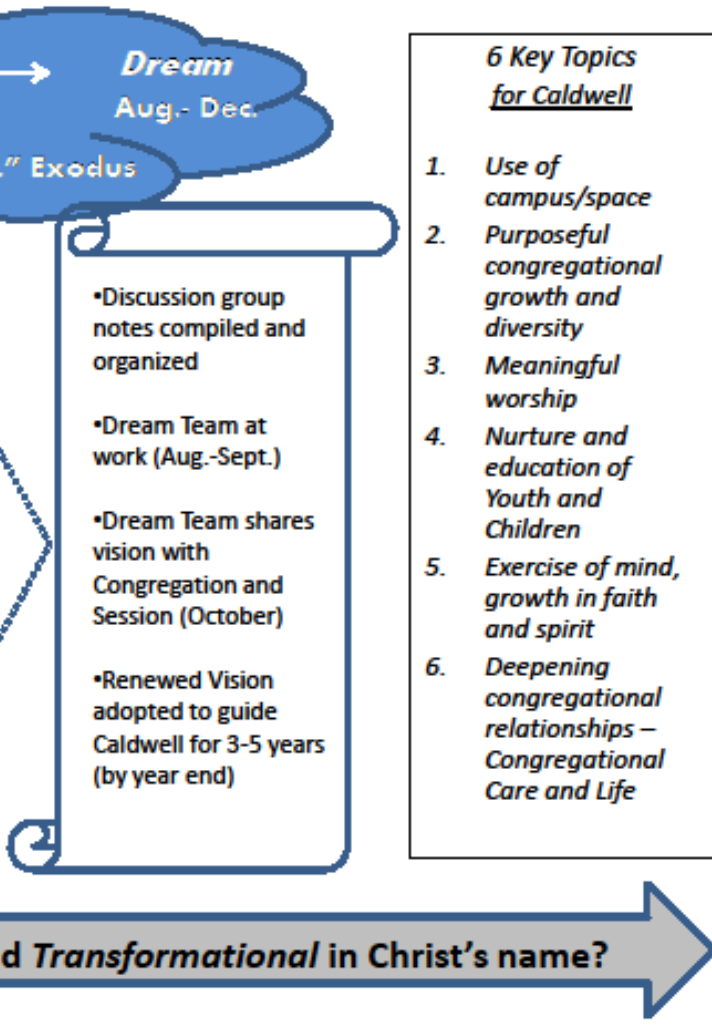 Dream
Aug.- Dec.
." Exodus
•Discussion group
notes compiled and
organized
•Dream Team at
work (Aug.-Sept.)
•Dream Team shares
vision with
Congregation and
Session (October)
•Renewed Vision
adopted to guide
Caldwell for 3-5 years
(by year end)
6 Key Topics
for Caldwell
1. Use of
campus/space
2. Purposeful
congregational
growth and
diversity
3. Meaningful
worship
4. Nurture and
education of
Youth and
Children
5. Exercise of mind,
growth in faith
and spirit
6. Deepening
congregational
relationships –
Congregational
Care and Life
d Transformational in Christ's name?